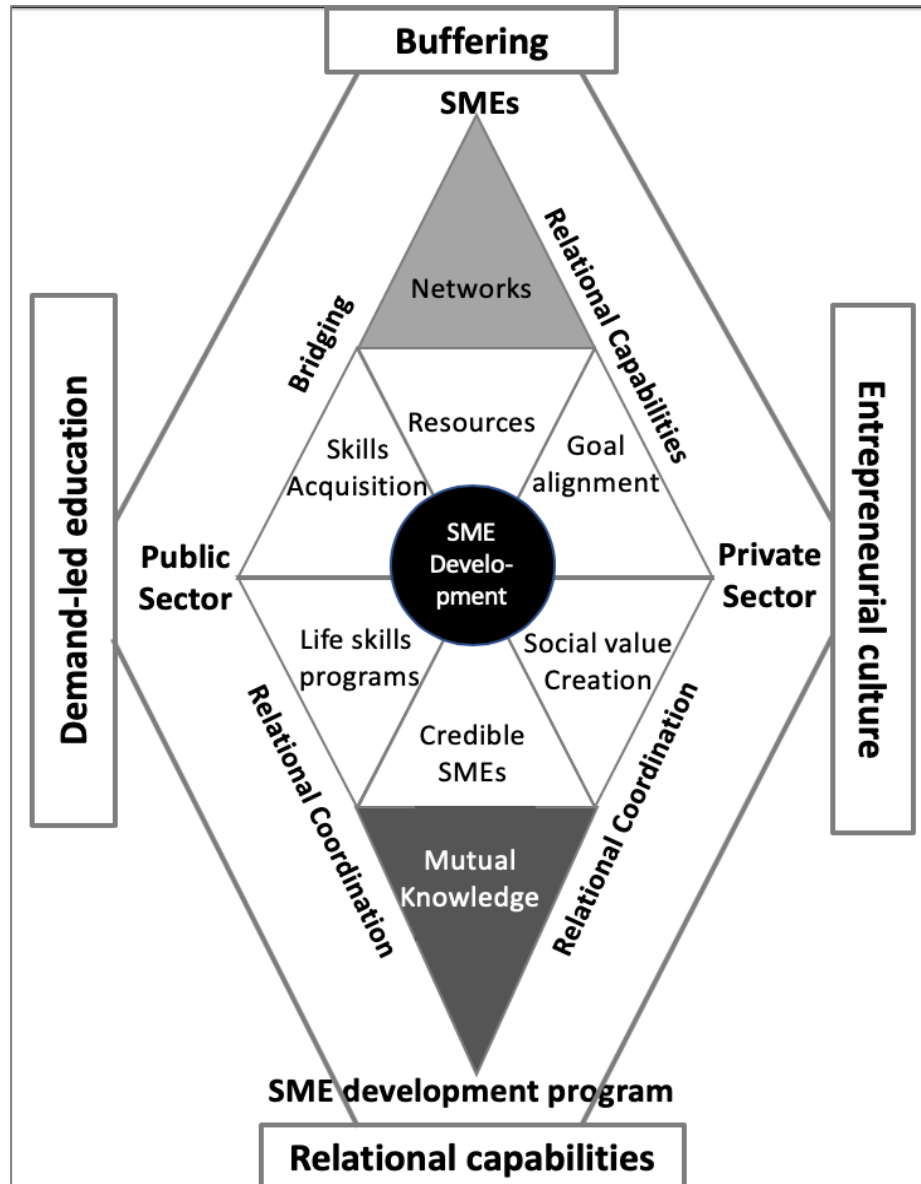 Buffering
SMEs
Networks
Bridging
Relational Capabilities
Resources
Skills
Acquisition
Goal
alignment
Demand-led education
Entrepreneurial culture
SME
Develo-
pment
Public
Sector
Private
Sector
Life skills
programs
Social value
Creation
Credible
SMEs
Relational Coordination
Relational Coordination
Mutual
Knowledge
SME development program
Relational capabilities